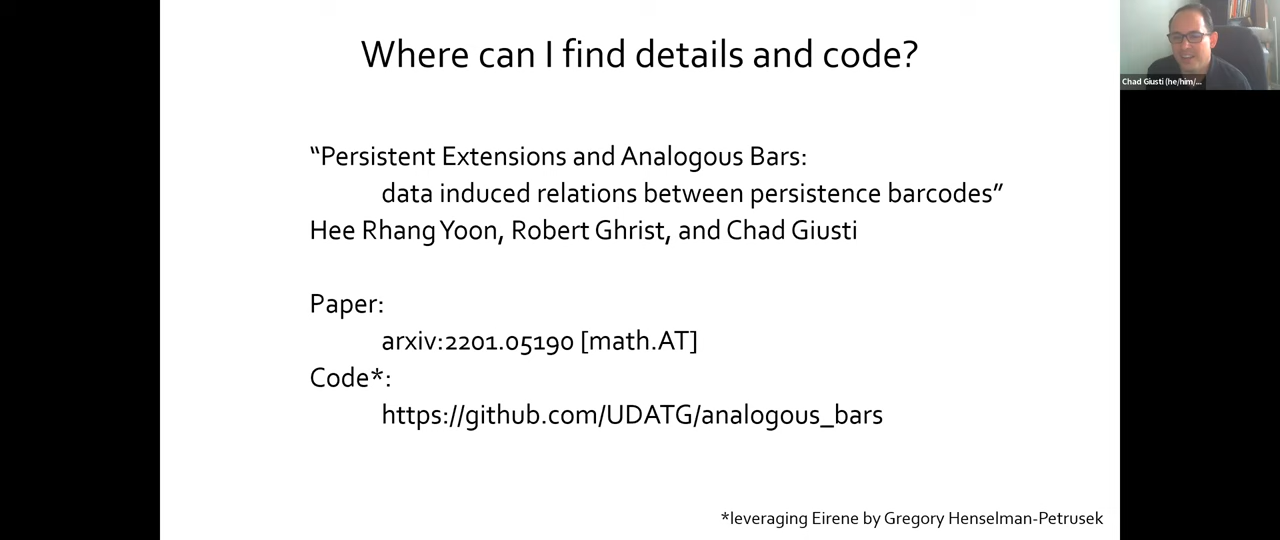 Where can I find details and code?
Chad Giusti (he/him/...
“Persistent Extensions and Analogous Bars:
data induced relations between persistence barcodes”
Hee Rhang Yoon, Robert Ghrist, and Chad Giusti
Paper:
arxiv:2201.05190 [math.AT]
Code*:
https://github.com/UDATG/analogous_bars
*leveraging Eirene by Gregory Henselman-Petrusek